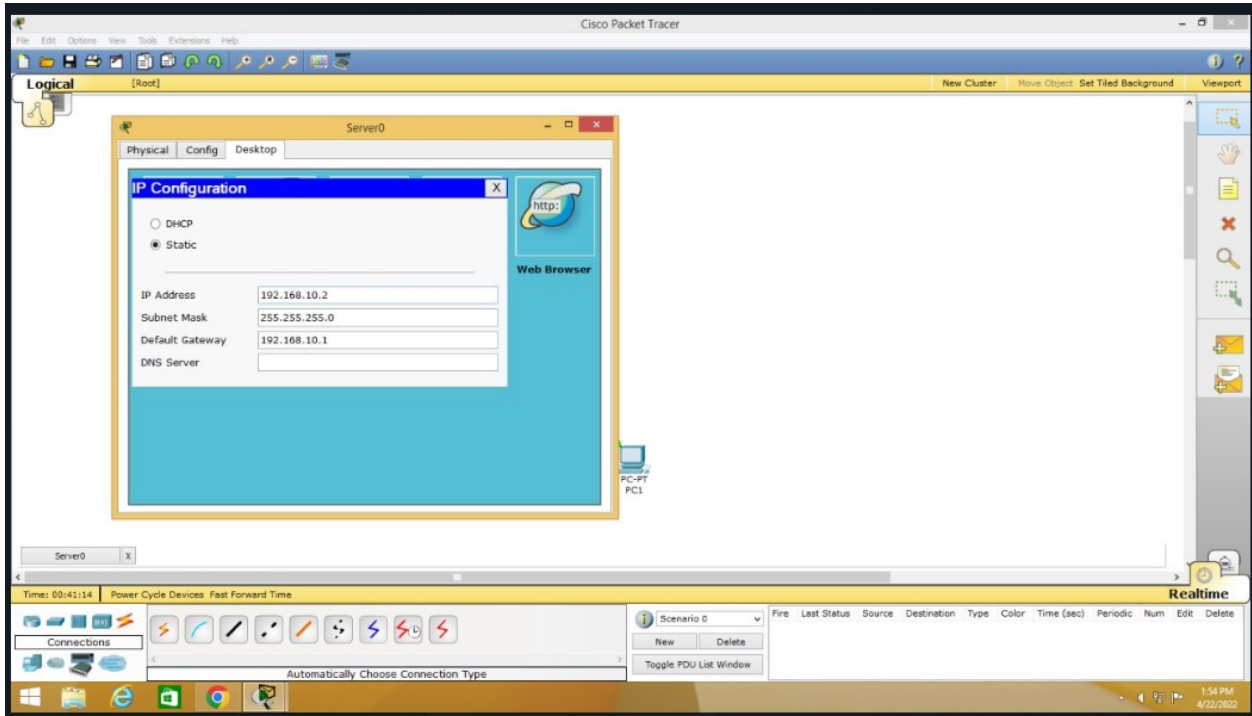 Cisco Packet Tracer
File Edit Options View Tools Extensions Help
Logical [Root] New Cluster Move Object Set Tiled Background Viewport
Server0
Physical Config Desktop
IP Configuration X
http:
DHCP
Static
Web Browser
IP Address 192.168.10.2
Subnet Mask 255.255.255.0
Default Gateway 192.168.10.1
DNS Server
PC-PT
PC1
Server0 X
Time: 00:41:14 Power Cycle Devices Fast Forward Time Realtime
Scenario 0 Fire Last Status Source Destination Type Color Time (sec) Periodic Num Edit Delete
Connections New Delete
Toggle PDU List Window
Automatically Choose Connection Type
1:54 PM
4/22/2022